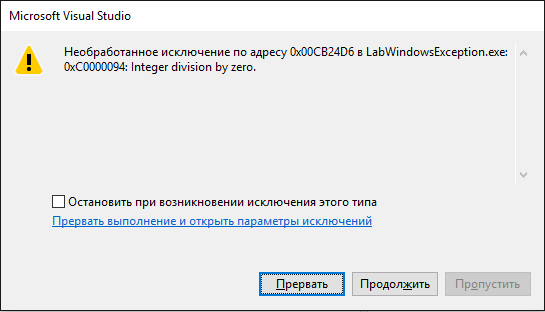 Microsoft Visual Studio
Необработанное исключение по адресу 0x00CB24D6 в LabWindowsException.exe:
0xC0000094: Integer division by zero.
Остановить при возникновении исключения этого типа
Прервать выполнение и открыть параметры исключений
Прервать Продолжить Пропустить